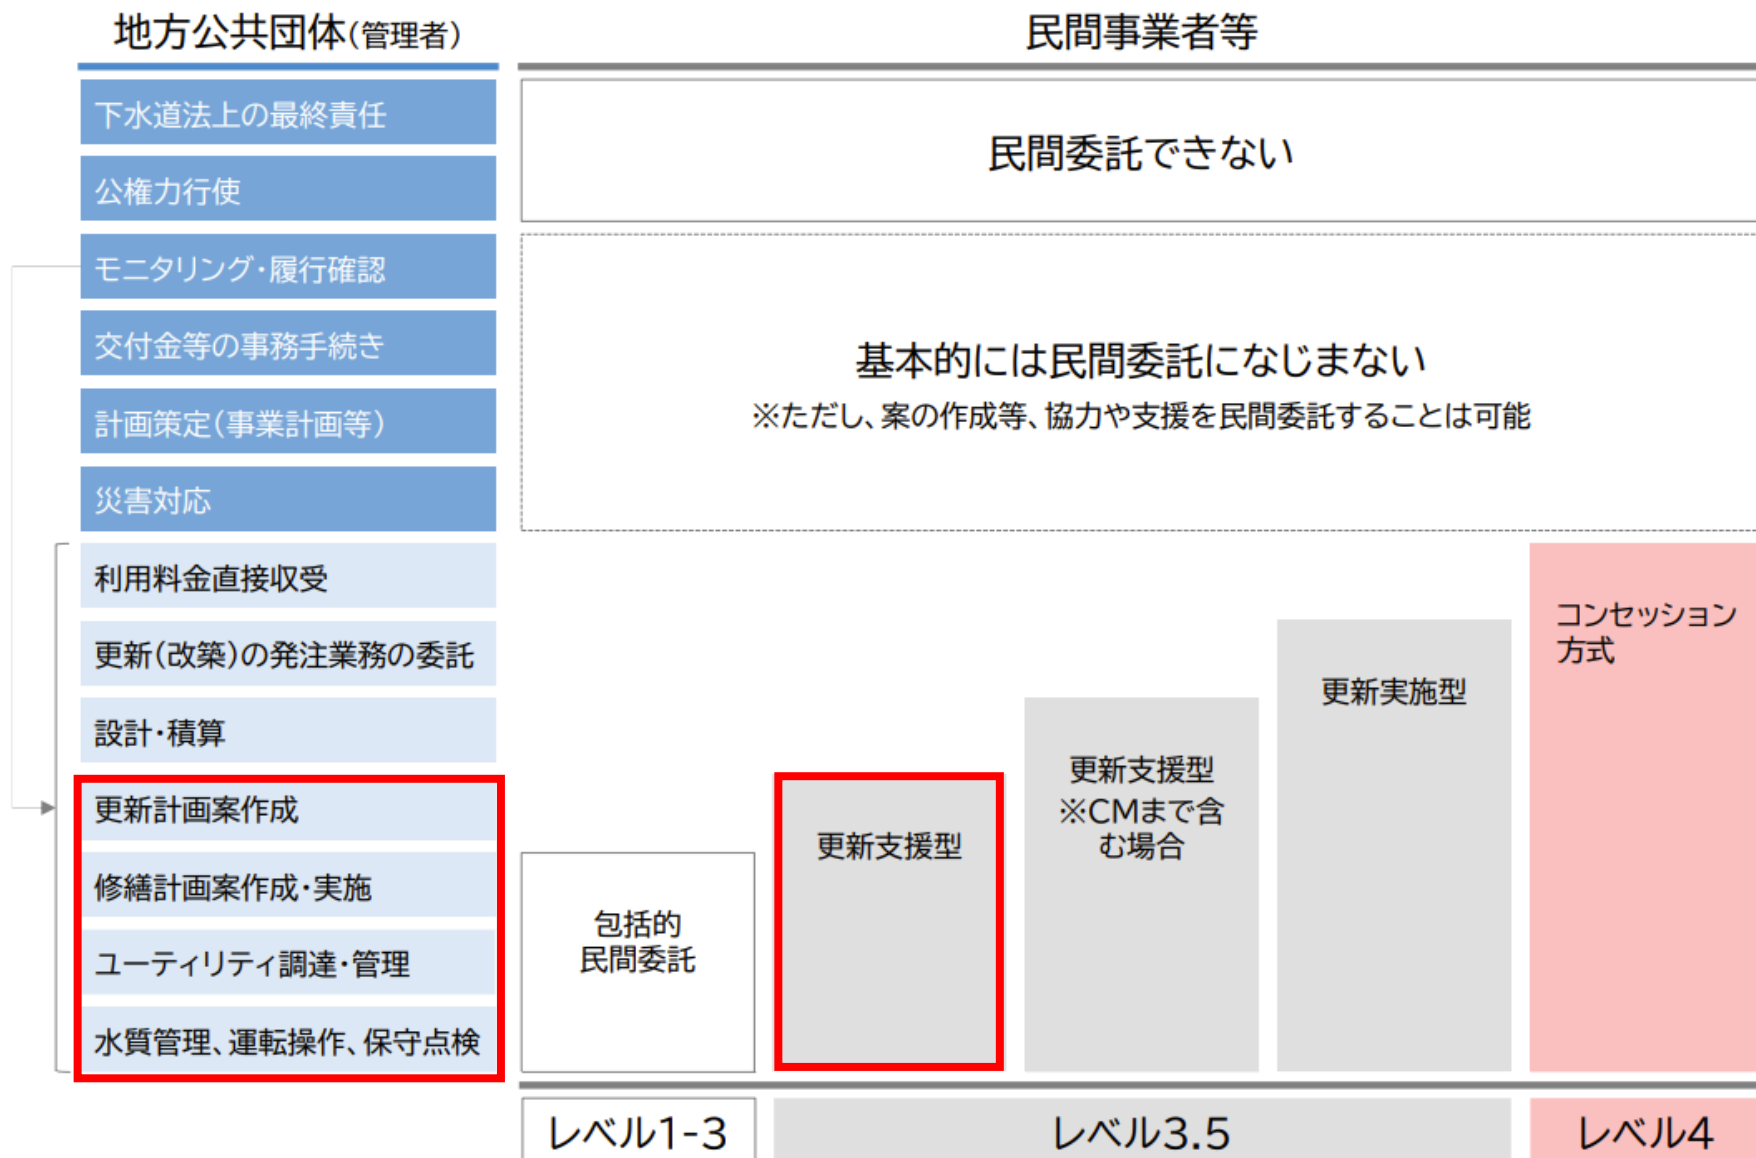 地方公共団体(管理者)
民間事業者等
下水道法上の最終責任
公権力行使
民間委託できない
モニタリング・履行確認
交付金等の事務手続き
計画策定(事業計画等)
災害対応
基本的には民間委託になじまない
※ただし、案の作成等、協力や支援を民間委託することは可能
利用料金直接収受
更新(改築)の発注業務の委託
設計・積算
更新計画案作成
修繕計画案作成・実施
ユーティリティ調達・管理
水質管理、運転操作、保守点検
包括的
民間委託
更新支援型
更新支援型
※CMまで含
む場合
更新実施型
コンセッション
方式
レベル1-3
レベル3.5
レベル4